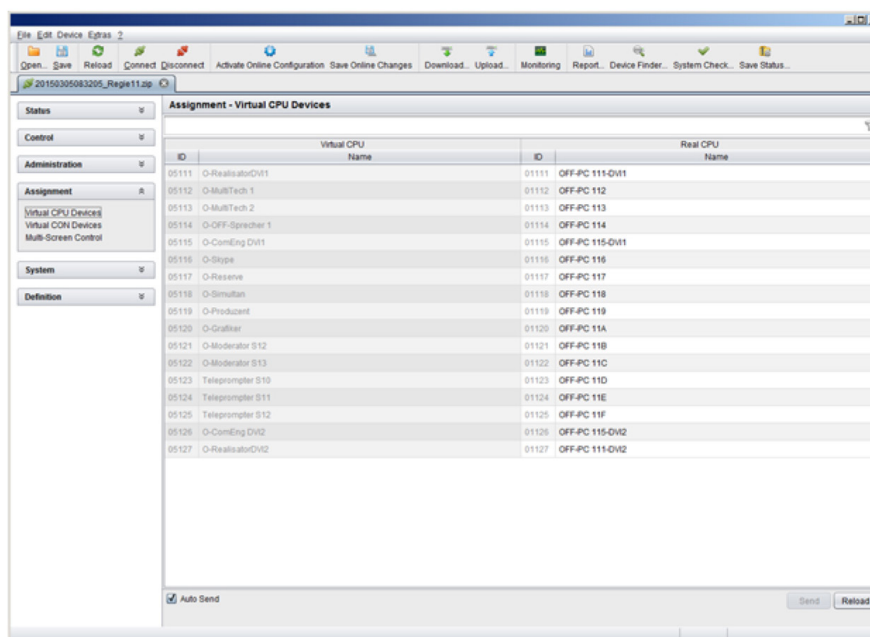 File Edit Device Extras ?
Open... Save Reload Connect Disconnect Activate Online Configuration Save Online Changes Download... Upload... Monitoring Report... Device Finder... System Check... Save Status...
20150305083205_Regie11.zip
Status
Control
Administration
Assignment
Virtual CPU Devices
Virtual CON Devices
Multi-Screen Control
System
Definition
Assignment - Virtual CPU Devices
Virtual CPU Real CPU
ID Name ID Name
05111 O-RealisatorDVI1 01111 OFF-PC 111-DVI1
05112 O-MultiTech 1 01112 OFF-PC 112
05113 O-MultiTech 2 01113 OFF-PC 113
05114 O-OFF-Sprecher 1 01114 OFF-PC 114
05115 O-ComEng DVI1 01115 OFF-PC 115-DVI1
05116 O-Skype 01116 OFF-PC 116
05117 O-Reserve 01117 OFF-PC 117
05118 O-Simultan 01118 OFF-PC 118
05119 O-Produzent 01119 OFF-PC 119
05120 O-Grafiker 01120 OFF-PC 11A
05121 O-Moderator S12 01121 OFF-PC 11B
05122 O-Moderator S13 01122 OFF-PC 11C
05123 Teleprompter S10 01123 OFF-PC 11D
05124 Teleprompter S11 01124 OFF-PC 11E
05125 Teleprompter S12 01125 OFF-PC 11F
05126 O-ComEng DVI2 01126 OFF-PC 115-DVI2
05127 O-RealisatorDVI2 01127 OFF-PC 111-DVI2
Auto Send Send Reload